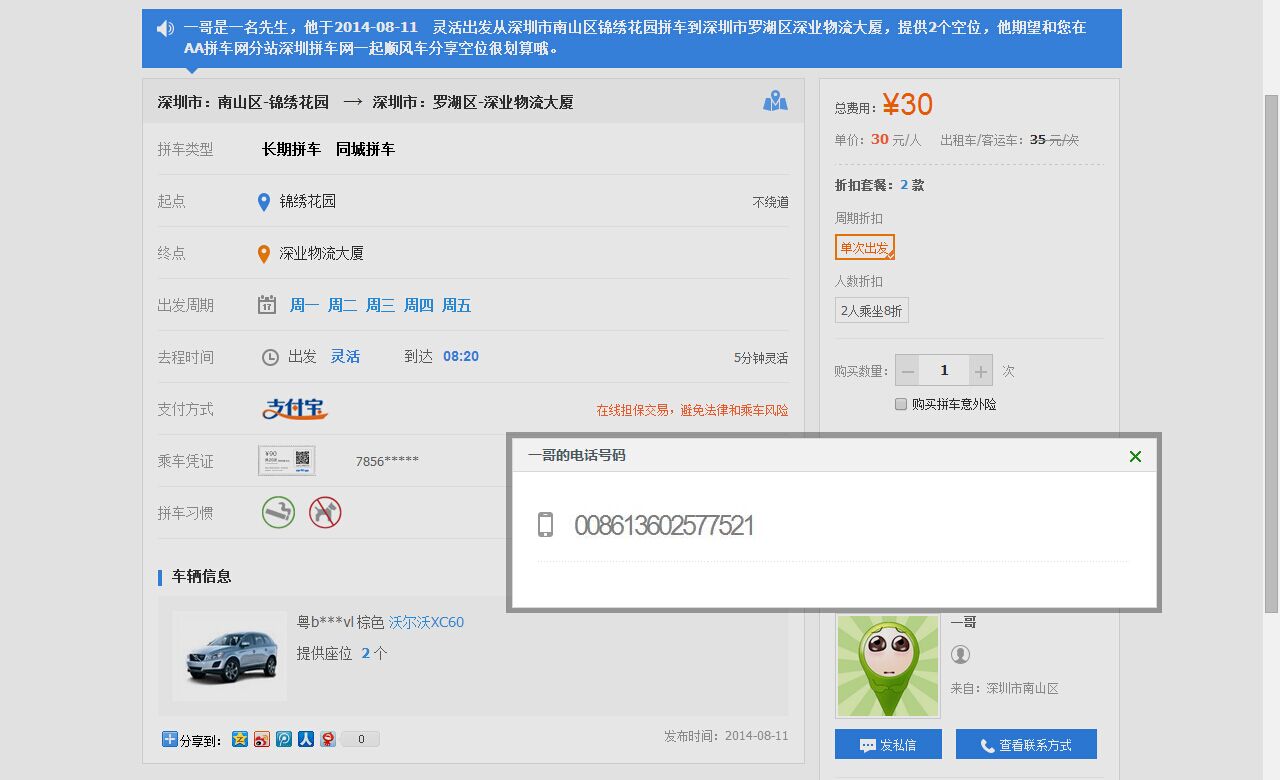 一哥是一名先生，他于2014-08-11 灵活出发从深圳市南山区锦绣花园拼车到深圳市罗湖区深业物流大厦，提供2个空位，他期望和您在
AA拼车网分站深圳拼车网一起顺风车分享空位很划算哦。
深圳市：南山区-锦绣花园 → 深圳市：罗湖区-深业物流大厦
拼车类型 长期拼车 同城拼车
起点 锦绣花园 不绕道
终点 深业物流大厦
出发周期 17 周一 周二 周三 周四 周五
去程时间 出发 灵活 到达 08:20 5分钟灵活
支付方式 支付宝 在线担保交易，避免法律和乘车风险
乘车凭证 ¥90 7856*****
拼车习惯
车辆信息
粤b***vl 棕色 沃尔沃XC60
提供座位 2 个
分享到： 0
发布时间：2014-08-11
总费用：¥30
单价：30 元/人 出租车/客运车：35 元/次
折扣套餐：2 款
周期折扣
单次出发
人数折扣
2人乘坐8折
购买数量： － 1 ＋ 次
购买拼车意外险
一哥的电话号码
008613602577521
一哥
来自：深圳市南山区
发私信 查看联系方式